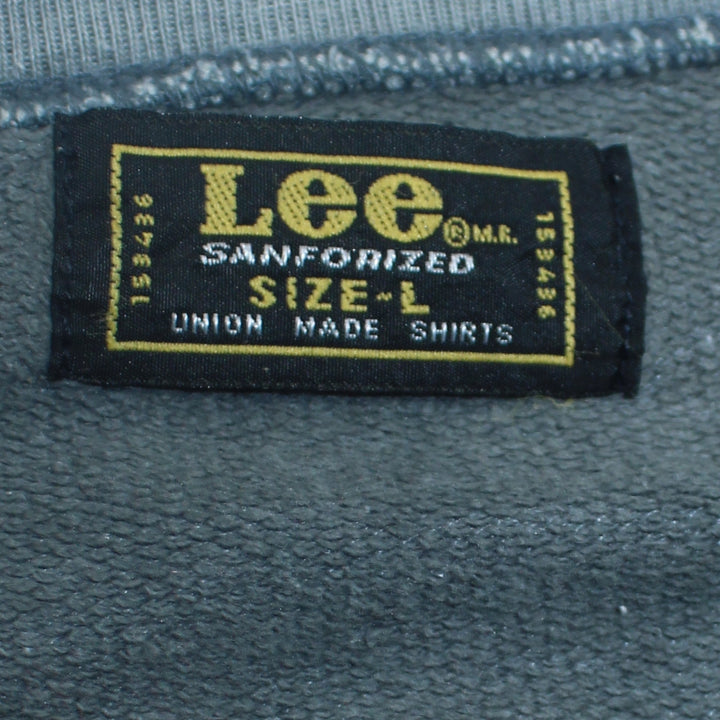 Lee ® M.R.
SANFORIZED
SIZE-L
UNION MADE SHIRTS
153436
153436